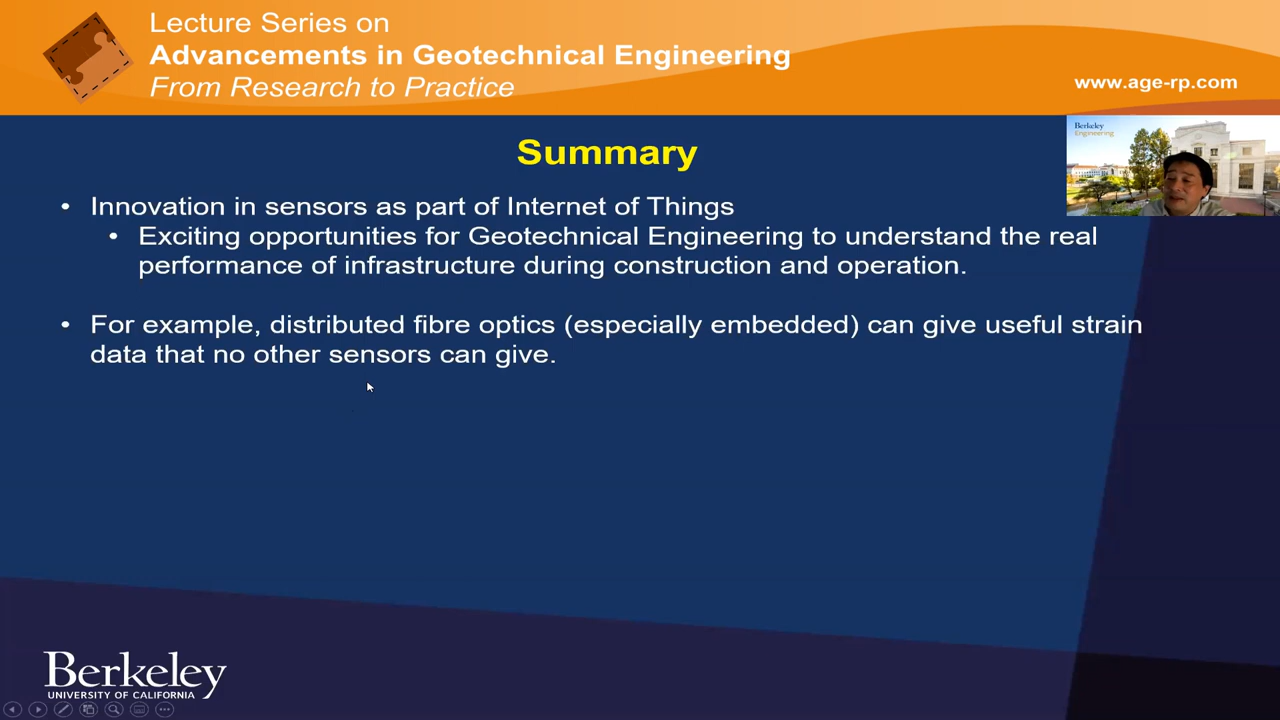 Lecture Series on
Advancements in Geotechnical Engineering
From Research to Practice
www.age-rp.com
Berkeley
Engineering
Summary
• Innovation in sensors as part of Internet of Things
• Exciting opportunities for Geotechnical Engineering to understand the real
performance of infrastructure during construction and operation.
• For example, distributed fibre optics (especially embedded) can give useful strain
data that no other sensors can give.
Berkeley
UNIVERSITY OF CALIFORNIA